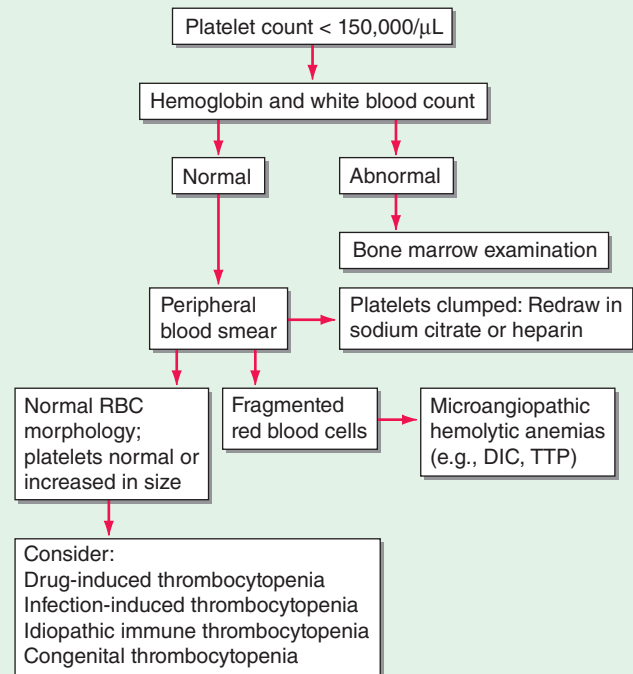 Platelet count < 150,000/μL
Hemoglobin and white blood count
Normal
Abnormal
Bone marrow examination
Peripheral
blood smear
Platelets clumped: Redraw in
sodium citrate or heparin
Normal RBC
morphology;
platelets normal or
increased in size
Fragmented
red blood cells
Microangiopathic
hemolytic anemias
(e.g., DIC, TTP)
Consider:
Drug-induced thrombocytopenia
Infection-induced thrombocytopenia
Idiopathic immune thrombocytopenia
Congenital thrombocytopenia